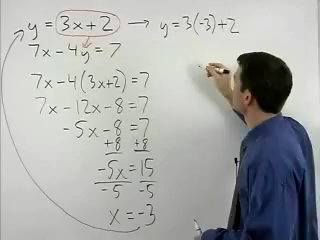 y = 3x + 2 → y = 3(-3) + 2
7x - 4y = 7
7x - 4(3x+2) = 7
7x - 12x - 8 = 7
-5x - 8 = 7
+8 +8
-5x = 15
-5 -5
x = -3